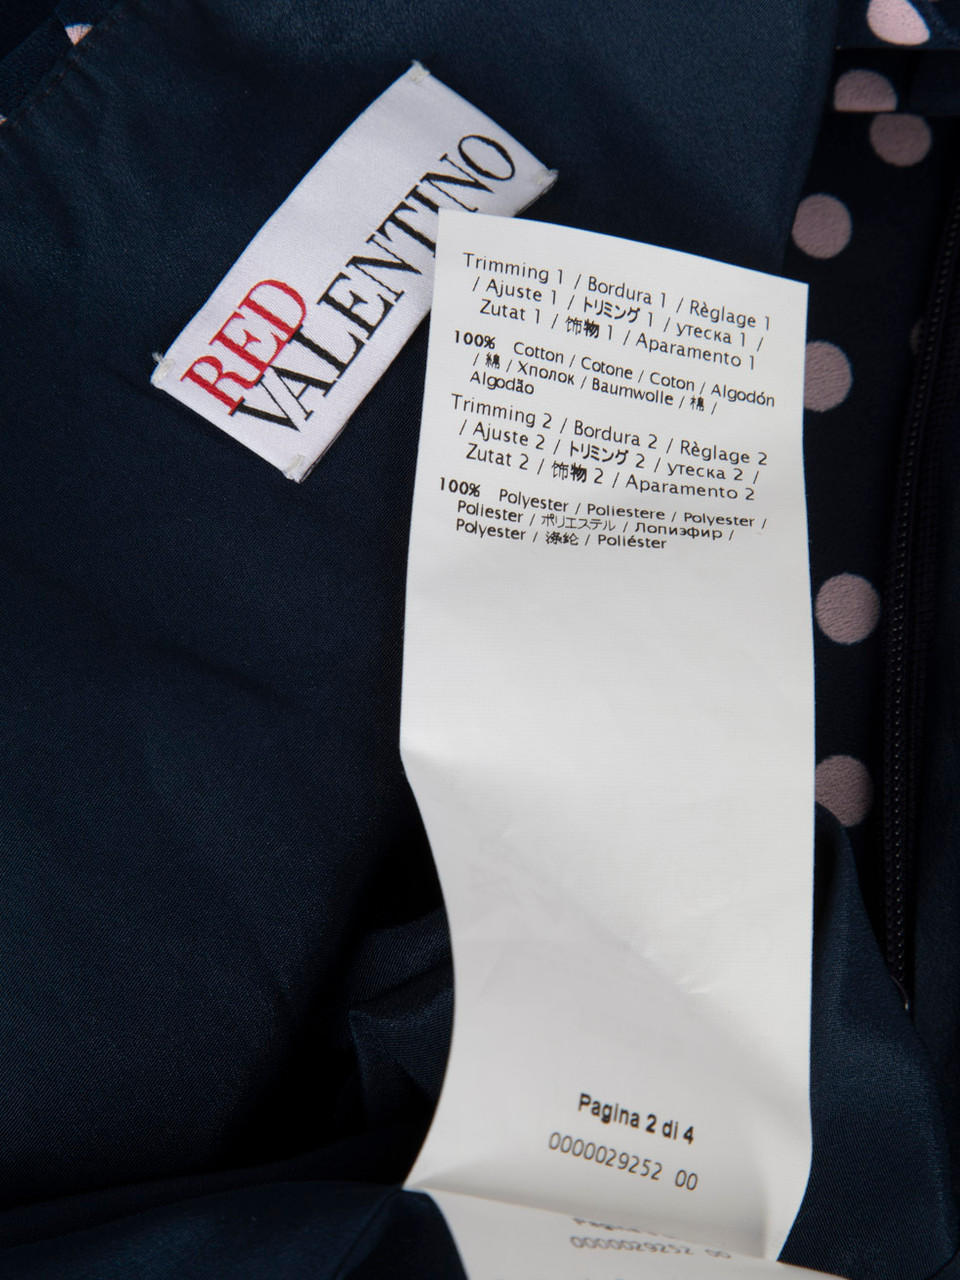 RED
VALENTINO
Trimming 1 / Bordura 1 / Règlage 1
/ Ajuste 1 / トリミング 1 / утеска 1 /
Zutat 1 / 饰物 1 / Aparamento 1
100% Cotton / Cotone / Coton / Algodón
/ 綿 / Хлопок / Baumwolle / 棉 /
Algodão
Trimming 2 / Bordura 2 / Règlage 2
/ Ajuste 2 / トリミング 2 / утеска 2 /
Zutat 2 / 饰物 2 / Aparamento 2
100% Polyester / Poliestere / Polyester /
Poliester / ポリエステル / Лопиэфир /
Polyester / 涤纶 / Poliéster
Pagina 2 di 4
0000029252 00
0000029252 00